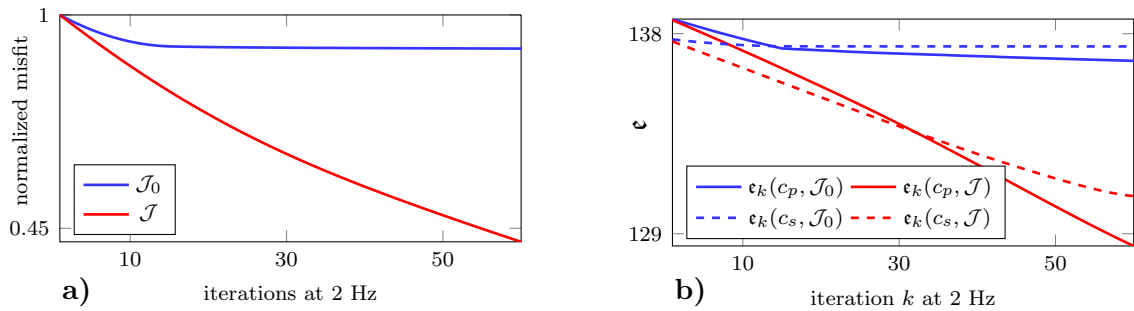 1
0.45
normalized misfit
𝒥₀
𝒥
10 30 50
iterations at 2 Hz
a)
138
129
𝔢
𝔢ₖ(cₚ, 𝒥₀) 𝔢ₖ(cₚ, 𝒥)
𝔢ₖ(cₛ, 𝒥₀) 𝔢ₖ(cₛ, 𝒥)
10 30 50
iteration k at 2 Hz
b)